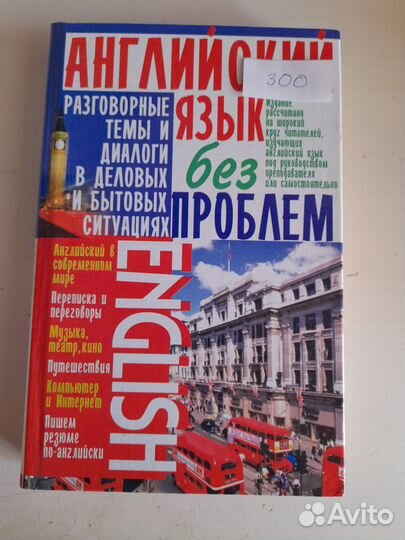 АНГЛИЙСКИЙ
300
РАЗГОВОРНЫЕ
ТЕМЫ И
ДИАЛОГИ
В ДЕЛОВЫХ
И БЫТОВЫХ
СИТУАЦИЯХ
ЯЗЫК
без
ПРОБЛЕМ
Издание
рассчитано
на широкий
круг читателей,
изучающих
английский язык
под руководством
преподавателя
или самостоятельно
Английский в
современном
мире
Переписка и
переговоры
Музыка,
театр, кино
Путешествия
Компьютер
и Интернет
Пишем
резюме
по-английски
ENGLISH
Avito